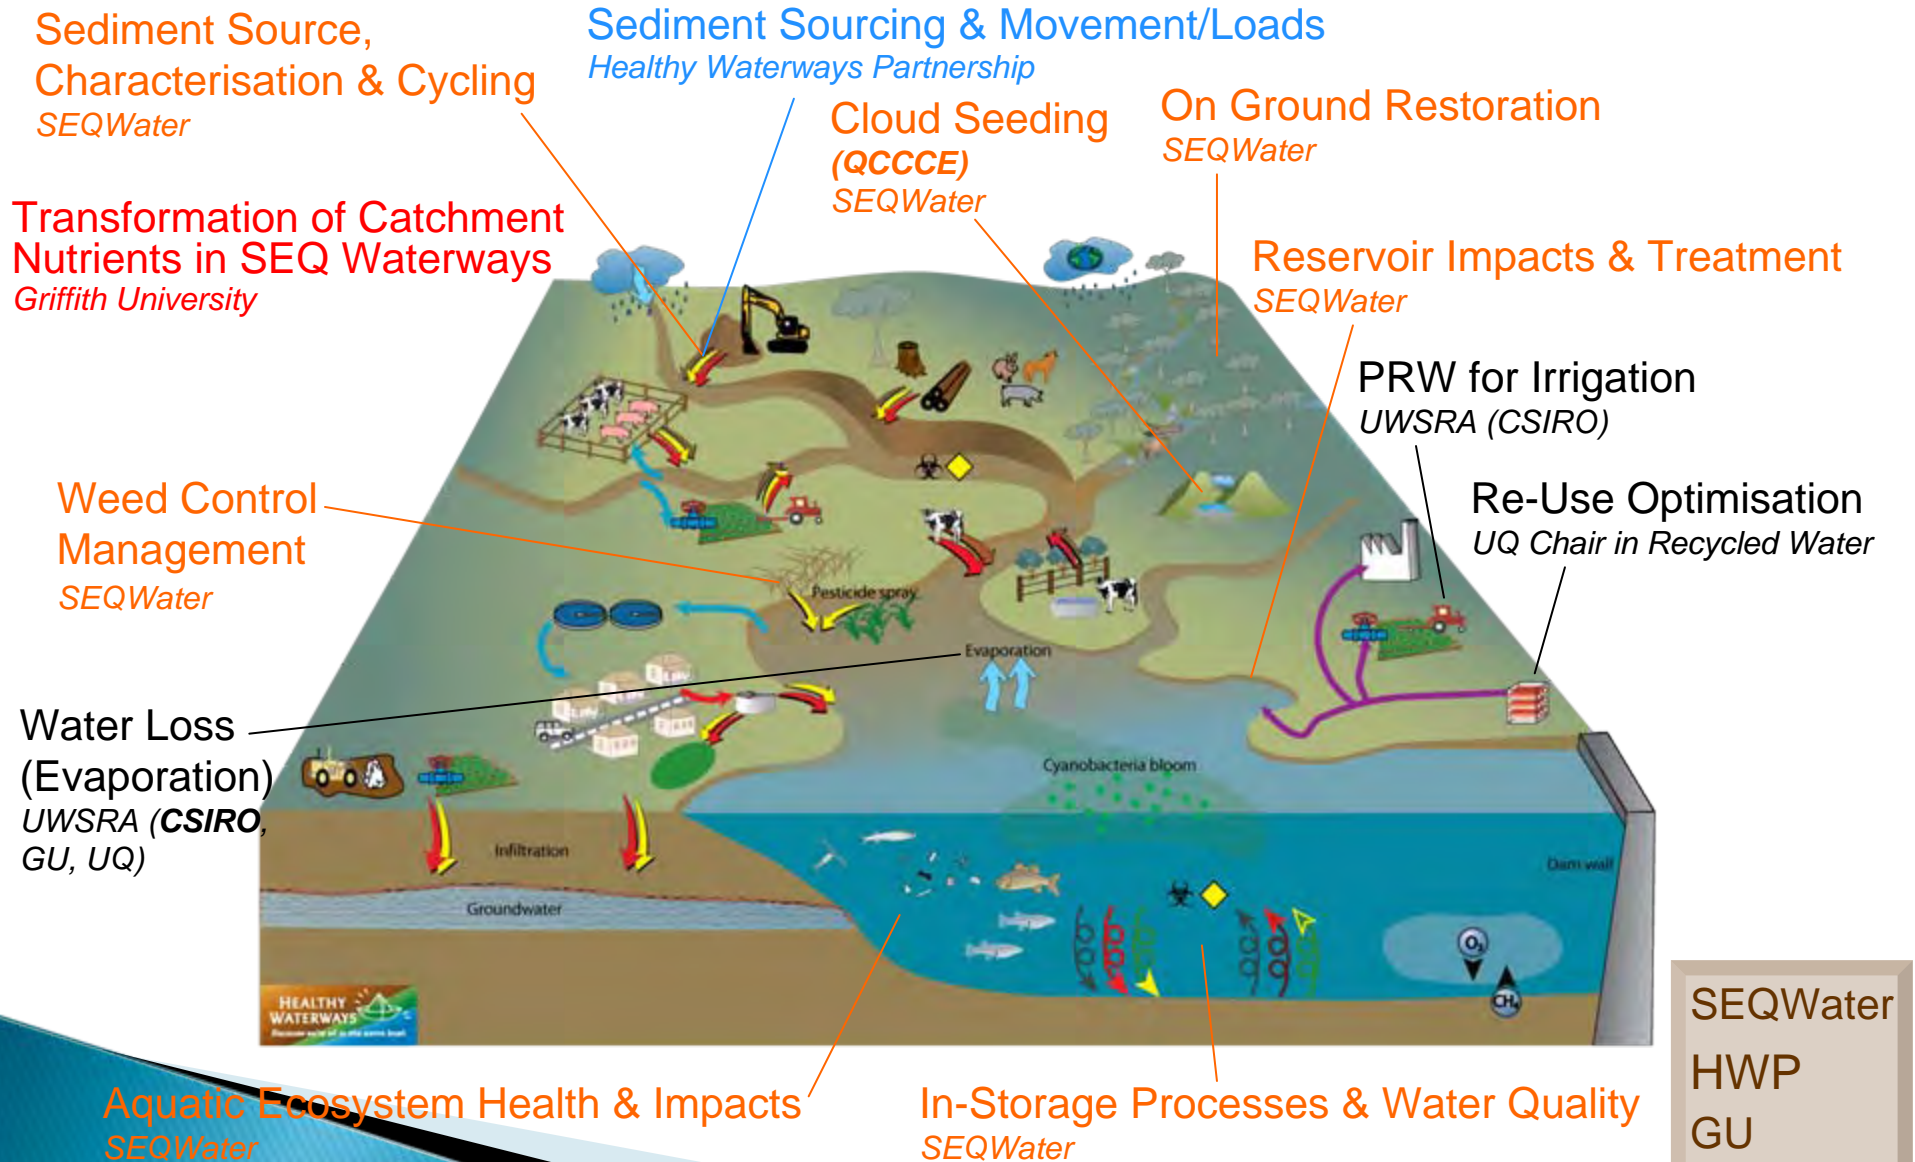 Sediment Source,
Characterisation & Cycling
SEQWater
Sediment Sourcing & Movement/Loads
Healthy Waterways Partnership
Cloud Seeding
(QCCCE)
SEQWater
On Ground Restoration
SEQWater
Transformation of Catchment
Nutrients in SEQ Waterways
Griffith University
Reservoir Impacts & Treatment
SEQWater
PRW for Irrigation
UWSRA (CSIRO)
Re-Use Optimisation
UQ Chair in Recycled Water
Weed Control
Management
SEQWater
Pesticide spray
Evaporation
Water Loss
(Evaporation)
UWSRA (CSIRO,
GU, UQ)
Cyanobacteria bloom
Infiltration
Dam wall
Groundwater
O₂
CH₄
HEALTHY
WATERWAYS
SEQWater
HWP
GU
Aquatic Ecosystem Health & Impacts
SEQWater
In-Storage Processes & Water Quality
SEQWater